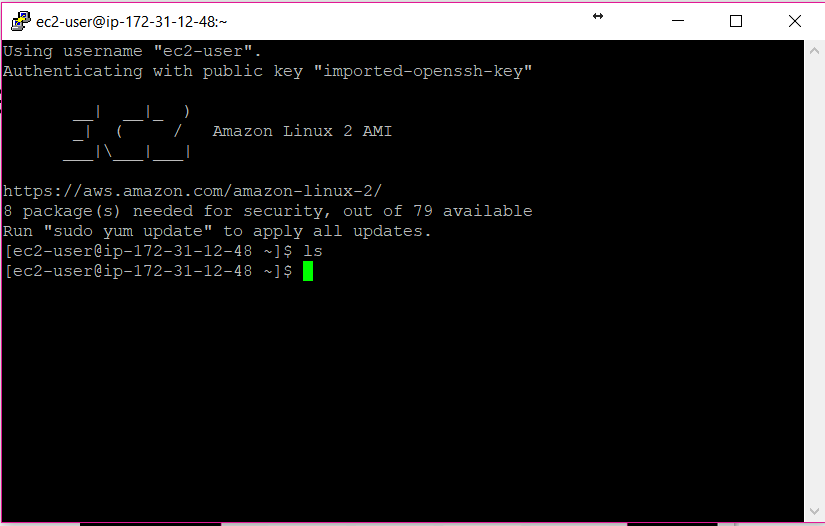 ec2-user@ip-172-31-12-48:~
Using username "ec2-user".
Authenticating with public key "imported-openssh-key"

       __|  __|_  )
       _|  (     /   Amazon Linux 2 AMI
      ___|\___|___|

https://aws.amazon.com/amazon-linux-2/
8 package(s) needed for security, out of 79 available
Run "sudo yum update" to apply all updates.
[ec2-user@ip-172-31-12-48 ~]$ ls
[ec2-user@ip-172-31-12-48 ~]$